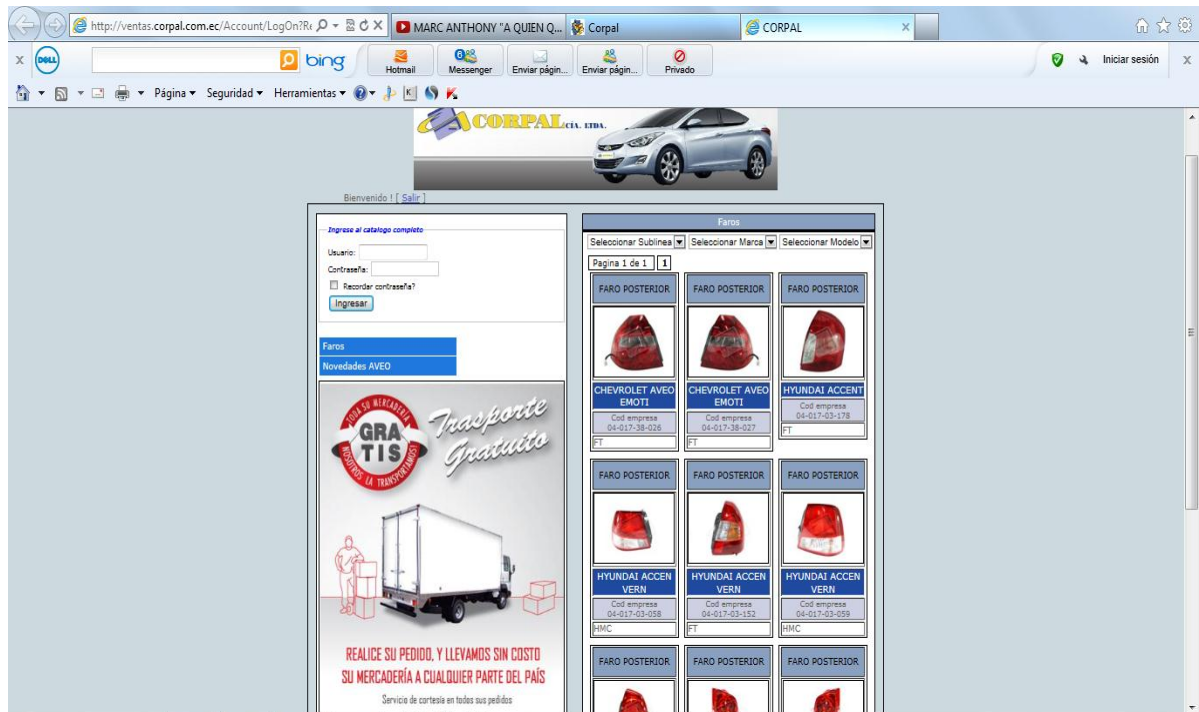 http://ventas.corpal.com.ec/Account/LogOn?Re
MARC ANTHONY "A QUIEN Q...
Corpal
CORPAL
DELL
bing
Hotmail
Messenger
Enviar págin...
Enviar págin...
Privado
Iniciar sesión
Página
Seguridad
Herramientas
CORPAL CÍA. LTDA.
Bienvenido ! [ Salir ]
Ingrese al catalogo completo
Usuario:
Contraseña:
Recordar contraseña?
Ingresar
Faros
Novedades AVEO
TODA SU MERCADERÍA
GRATIS
NOSOTROS LA TRANSPORTAMOS
Trasporte
Gratuito
REALICE SU PEDIDO, Y LLEVAMOS SIN COSTO
SU MERCADERÍA A CUALQUIER PARTE DEL PAÍS
Servicio de cortesía en todos sus pedidos
Faros
Seleccionar Sublinea Seleccionar Marca Seleccionar Modelo
Pagina 1 de 1 1
FARO POSTERIOR FARO POSTERIOR FARO POSTERIOR
CHEVROLET AVEO EMOTI
Cod empresa
04-017-38-026
FT
CHEVROLET AVEO EMOTI
Cod empresa
04-017-38-027
FT
HYUNDAI ACCENT
Cod empresa
04-017-03-178
FT
FARO POSTERIOR FARO POSTERIOR FARO POSTERIOR
HYUNDAI ACCEN VERN
Cod empresa
04-017-03-058
HMC
HYUNDAI ACCEN VERN
Cod empresa
04-017-03-152
FT
HYUNDAI ACCEN VERN
Cod empresa
04-017-03-059
HMC
FARO POSTERIOR FARO POSTERIOR FARO POSTERIOR